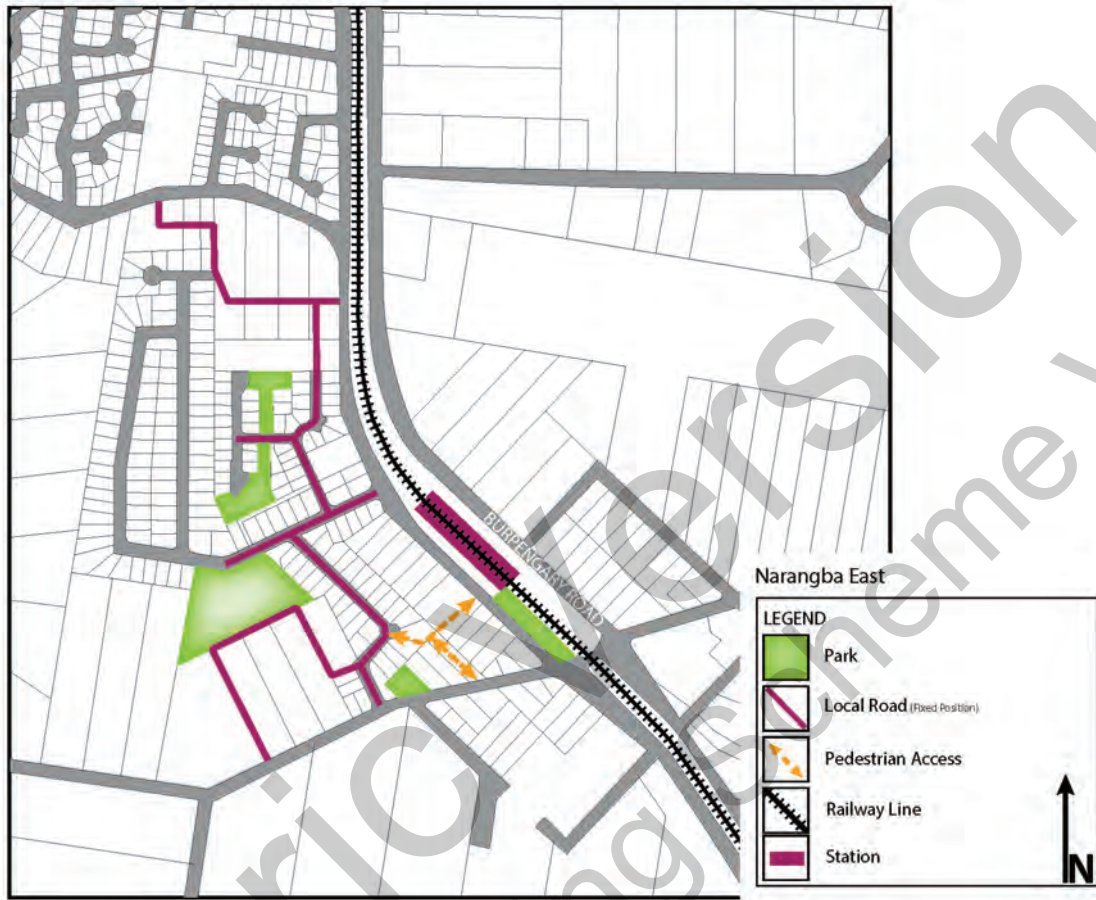 BURPENGARY ROAD
Narangba East
LEGEND
Park
Local Road (Fixed Position)
Pedestrian Access
Railway Line
Station
N